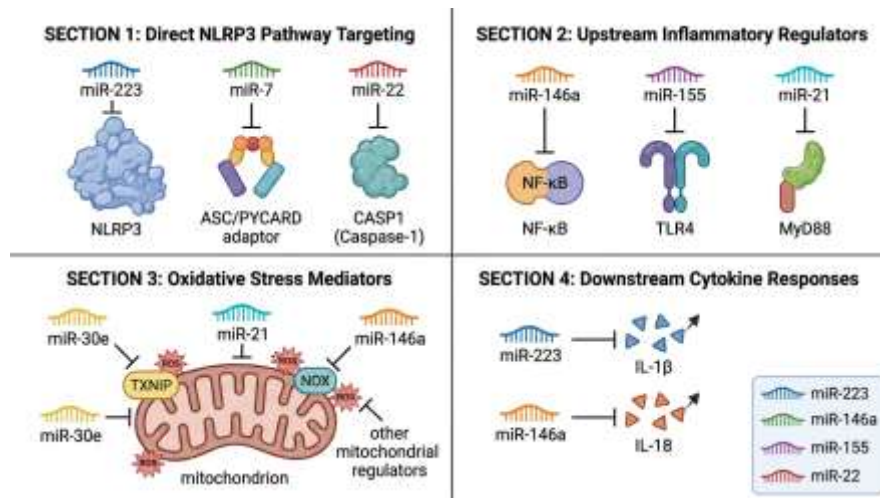 SECTION 1: Direct NLRP3 Pathway Targeting
miR-223
miR-7
miR-22
NLRP3
ASC/PYCARD
adaptor
CASP1
(Caspase-1)
SECTION 2: Upstream Inflammatory Regulators
miR-146a
miR-155
miR-21
NF-κB
NF-κB
TLR4
MyD88
SECTION 3: Oxidative Stress Mediators
miR-30e
miR-21
miR-146a
ROS
ROS
TXNIP
NOX
ROS
miR-30e
ROS
mitochondrion
other
mitochondrial
regulators
SECTION 4: Downstream Cytokine Responses
miR-223
IL-1β
miR-146a
IL-18
miR-223
miR-146a
miR-155
miR-22